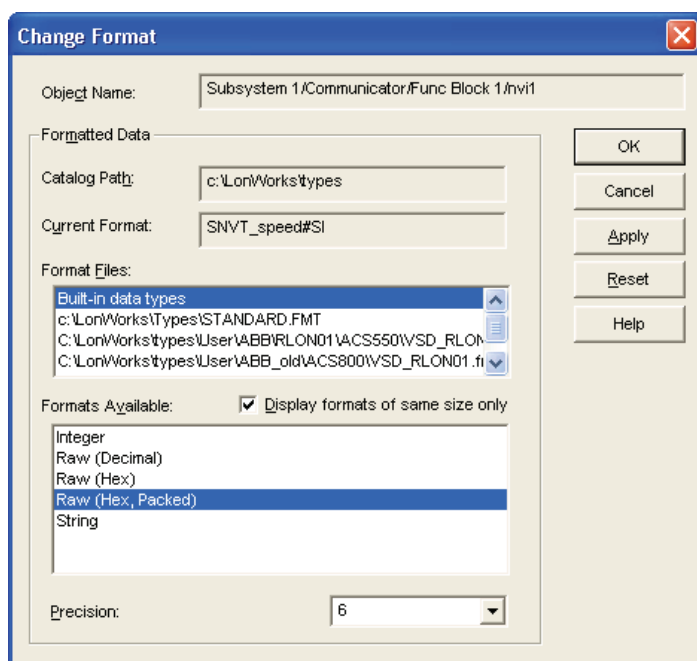 Change Format
Object Name: Subsystem 1/Communicator/Func Block 1/nvi1
Formatted Data
OK
Catalog Path: c:\LonWorks\types
Cancel
Current Format: SNVT_speed#SI
Apply
Format Files:
Reset
Built-in data types
c:\LonWorks\Types\STANDARD.FMT
Help
C:\LonWorks\types\User\ABB\RLON01\ACS550\VSD_RLON
C:\LonWorks\types\User\ABB_old\ACS800\VSD_RLON01.f
Formats Available: Display formats of same size only
Integer
Raw (Decimal)
Raw (Hex)
Raw (Hex, Packed)
String
Precision: 6